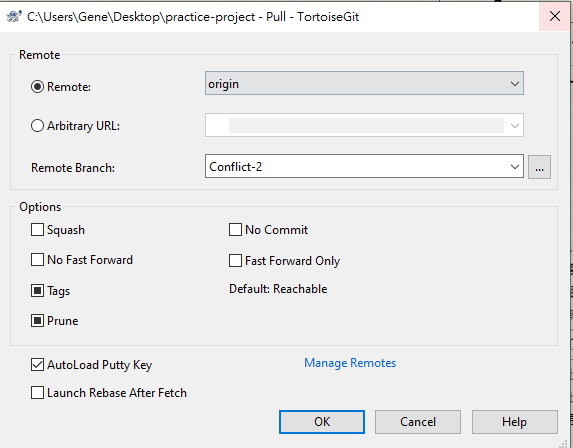 C:\Users\Gene\Desktop\practice-project - Pull - TortoiseGit
Remote
Remote:
origin
Arbitrary URL:
Remote Branch:
Conflict-2
...
Options
Squash
No Commit
No Fast Forward
Fast Forward Only
Tags
Default: Reachable
Prune
AutoLoad Putty Key
Manage Remotes
Launch Rebase After Fetch
OK
Cancel
Help